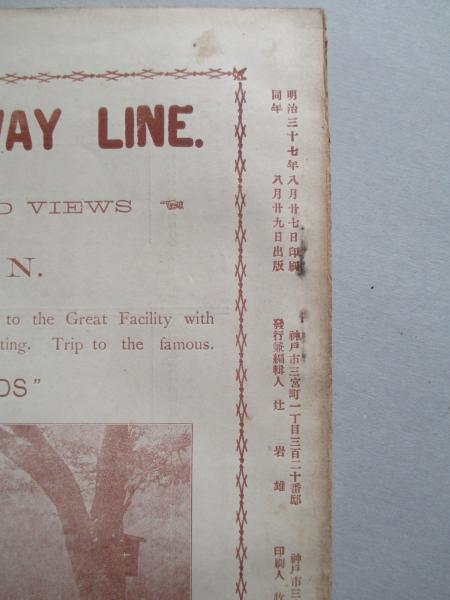 WAY LINE.
D VIEWS
N.
to the Great Facility with
ting. Trip to the famous.
DS"
明治三十七年八月廿七日印刷
同年 八月廿九日出版
神戸市三宮町一丁目三百二十番邸
發行兼編輯人 辻 岩 雄
神戸市三
印刷人